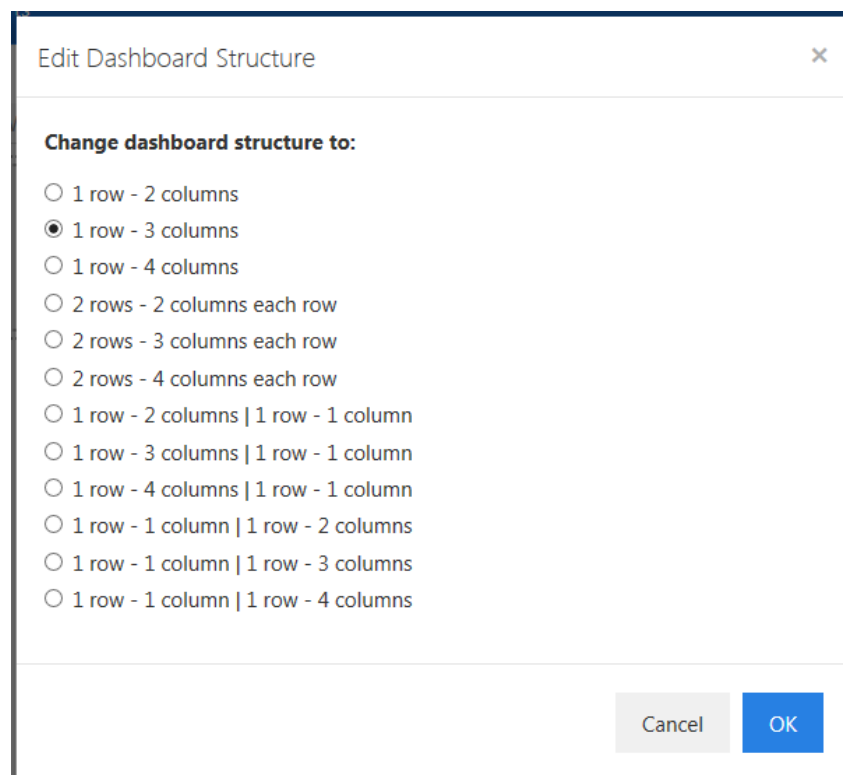 Edit Dashboard Structure ×
Change dashboard structure to:
1 row - 2 columns
1 row - 3 columns
1 row - 4 columns
2 rows - 2 columns each row
2 rows - 3 columns each row
2 rows - 4 columns each row
1 row - 2 columns | 1 row - 1 column
1 row - 3 columns | 1 row - 1 column
1 row - 4 columns | 1 row - 1 column
1 row - 1 column | 1 row - 2 columns
1 row - 1 column | 1 row - 3 columns
1 row - 1 column | 1 row - 4 columns
Cancel OK